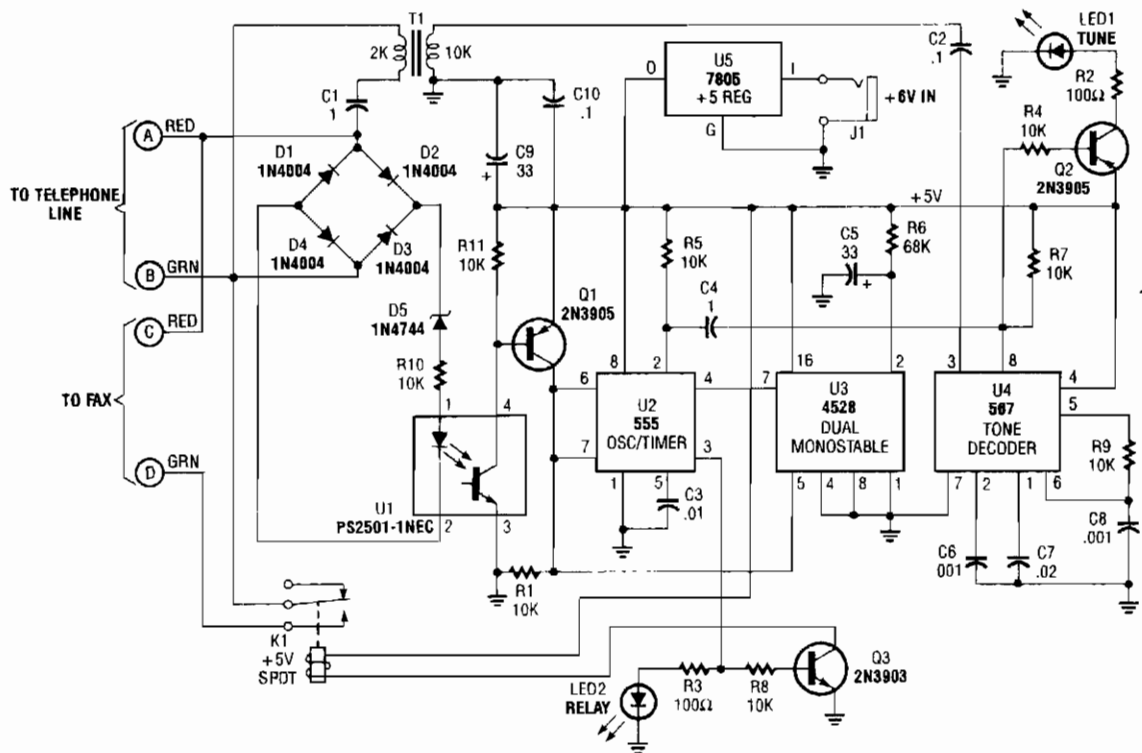 T1
2K
10K
C1
1
A
RED
TO TELEPHONE
LINE
B
GRN
C
RED
TO FAX
D
GRN
D1
1N4004
D2
1N4004
D4
1N4004
D3
1N4004
D5
1N4744
R10
10K
1
4
U1
PS2501-1NEC
2
3
K1
+5V
SPDT
C9
33
+
C10
.1
R11
10K
Q1
2N3905
R1
10K
O
U5
7805
+5 REG
I
G
+6V IN
J1
C2
.1
LED1
TUNE
R2
100Ω
R4
10K
Q2
2N3905
+5V
R5
10K
C4
1
C5
33
+
R6
68K
R7
10K
8
2
6
7
U2
555
OSC/TIMER
4
3
1
5
C3
.01
16
2
7
U3
4528
DUAL
MONOSTABLE
5
4
8
1
3
8
U4
567
TONE
DECODER
4
5
7
2
1
6
R9
10K
C6
001
C7
.02
C8
.001
LED2
RELAY
R3
100Ω
R8
10K
Q3
2N3903